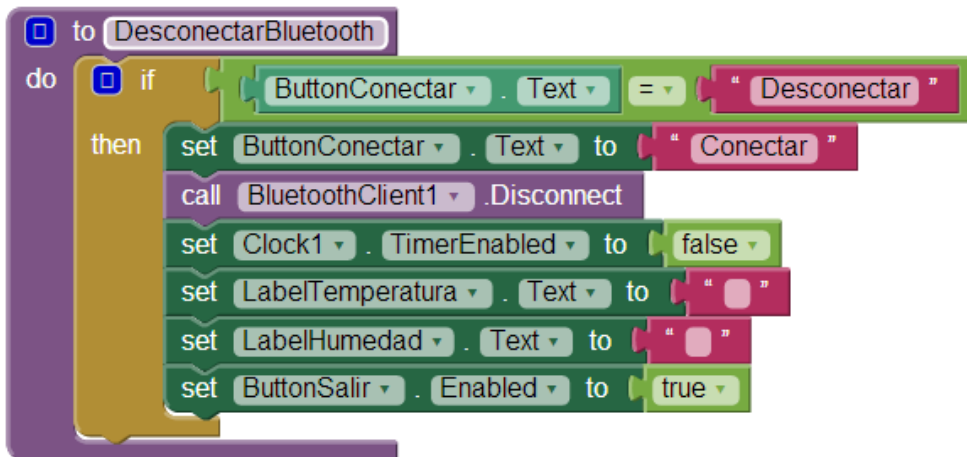 to DesconectarBluetooth
do if ButtonConectar . Text = " Desconectar "
then set ButtonConectar . Text to " Conectar "
call BluetoothClient1 .Disconnect
set Clock1 . TimerEnabled to false
set LabelTemperatura . Text to " "
set LabelHumedad . Text to " "
set ButtonSalir . Enabled to true